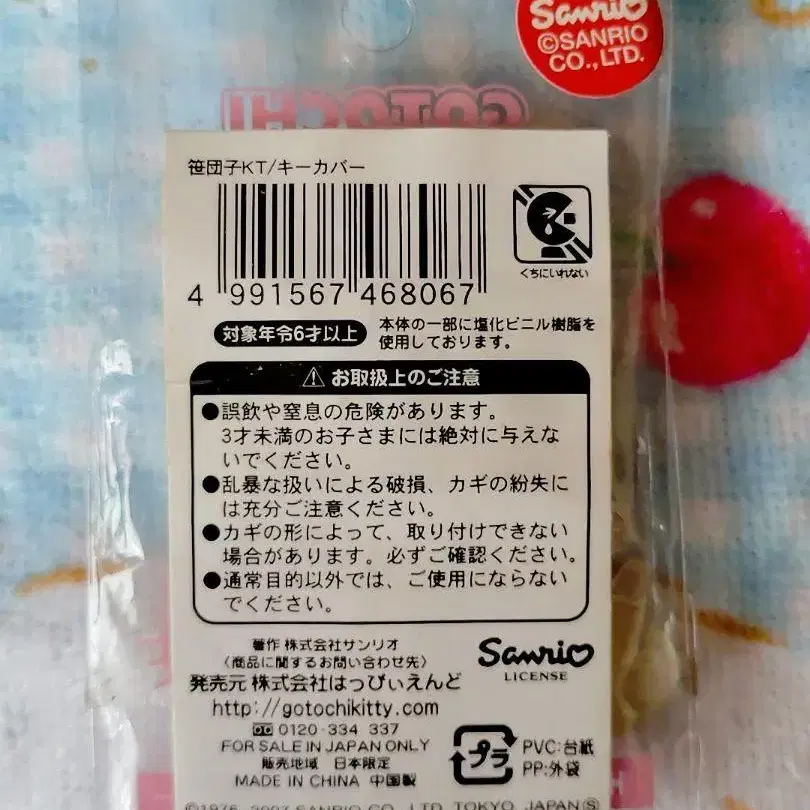 Sanrio
©SANRIO
CO.,LTD.
GOTOCHI
笹団子KT/キーカバー
くちにいれない
4 991567 468067
対象年令6才以上
本体の一部に塩化ビニル樹脂を
使用しております。
⚠ お取扱上のご注意
●誤飲や窒息の危険があります。
3才未満のお子さまには絶対に与えな
いでください。
●乱暴な扱いによる破損、カギの紛失に
は充分ご注意ください。
●カギの形によって、取り付けできない
場合があります。必ずご確認ください。
●通常目的以外では、ご使用にならない
でください。
著作 株式会社サンリオ
〈商品に関するお問い合わせ先〉
発売元 株式会社はっぴぃえんど
http://gotochikitty.com
0120-334 337
FOR SALE IN JAPAN ONLY
販売地域 日本限定
MADE IN CHINA 中国製
Sanrio
LICENSE
プラ
PVC:台紙
PP:外袋
©1976, 2007 SANRIO CO., LTD. TOKYO, JAPAN Ⓢ